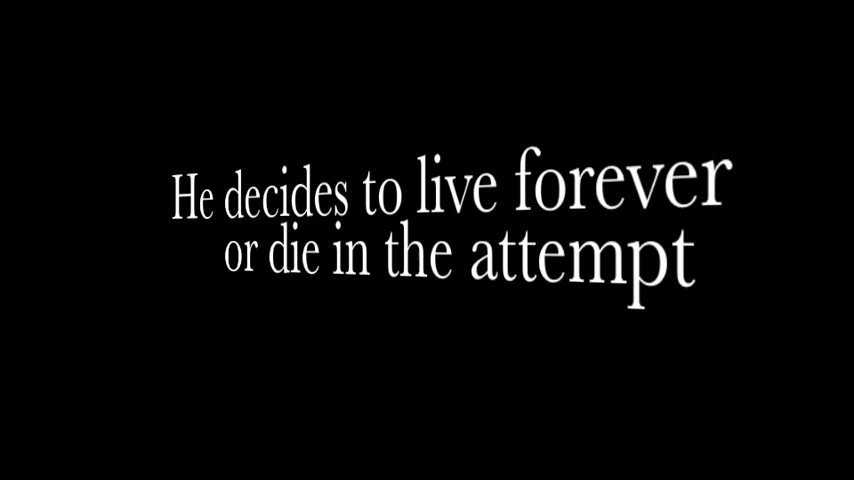 He decides to live forever
or die in the attempt